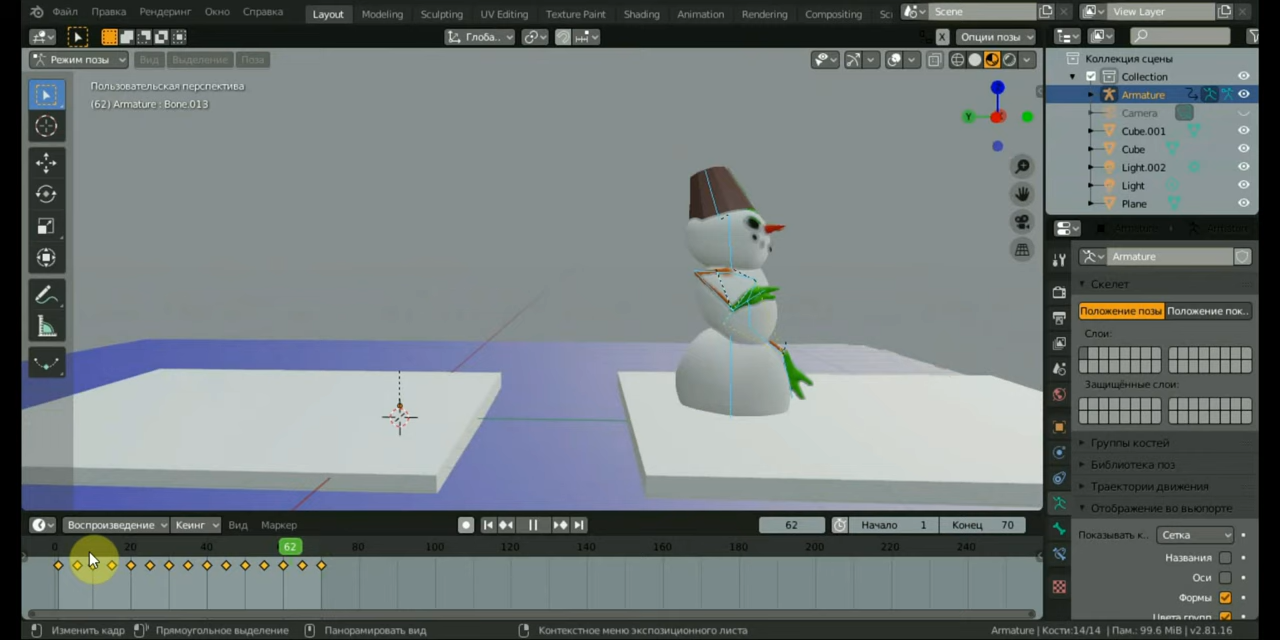 Файл Правка Рендеринг Окно Справка Layout Modeling Sculpting UV Editing Texture Paint Shading Animation Rendering Compositing Sc Scene View Layer
Глоба.. X Опции позы
Режим позы Вид Выделение Поза
Пользовательская перспектива
(62) Armature : Bone.013
Y
Коллекция сцены
Collection
Armature
Camera
Cube.001
Cube
Light.002
Light
Plane
Armature
Скелет
Положение позы Положение пок..
Слои:
Защищённые слои:
Группы костей
Библиотека поз
Траектории движения
Отображение во вьюпорте
Показывать к.. Сетка
Названия
Оси
Формы
Цвета групп
Воспроизведение Кеинг Вид Маркер 62 Начало 1 Конец 70
0 20 40 62 80 100 120 140 160 180 200 220 240
Изменить кадр Прямоугольное выделение Панорамировать вид Контекстное меню экспозиционного листа Armature | Кости:14/14 | Пам.: 99.6 MiB | v2.81.16